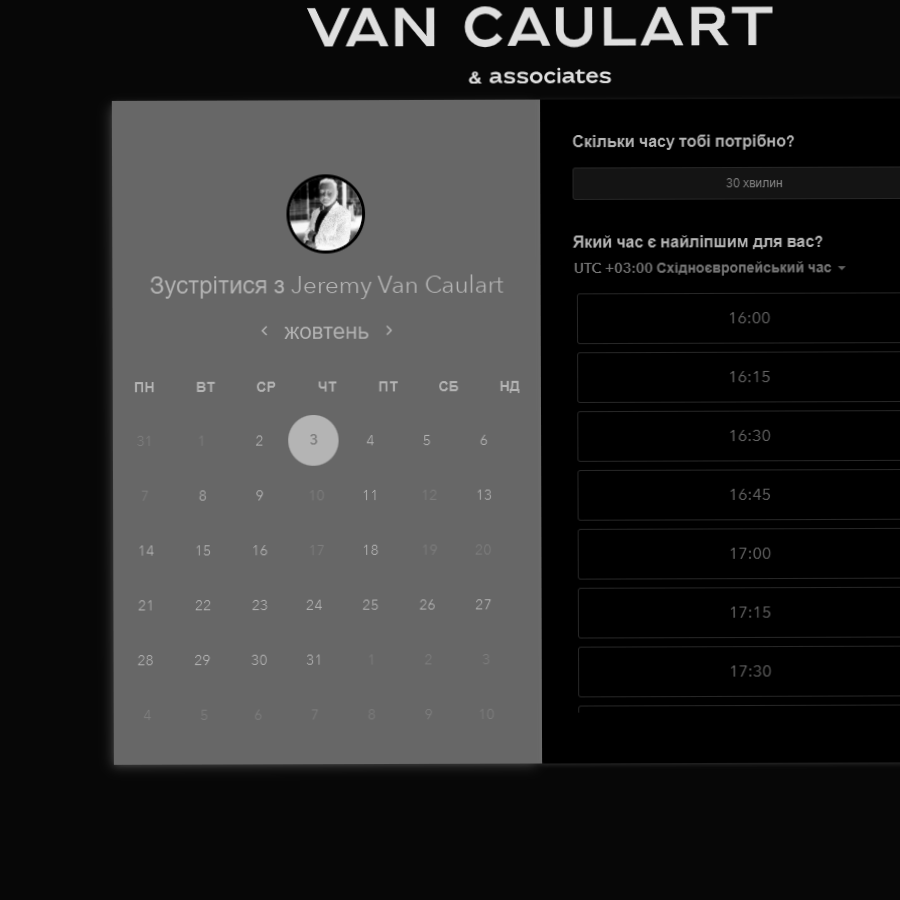 VAN CAULART
& associates
Зустрітися з Jeremy Van Caulart
жовтень
ПН ВТ СР ЧТ ПТ СБ НД
31 1 2 3 4 5 6
7 8 9 10 11 12 13
14 15 16 17 18 19 20
21 22 23 24 25 26 27
28 29 30 31 1 2 3
4 5 6 7 8 9 10
Скільки часу тобі потрібно?
30 хвилин
Який час є найліпшим для вас?
UTC +03:00 Східноєвропейський час
16:00
16:15
16:30
16:45
17:00
17:15
17:30